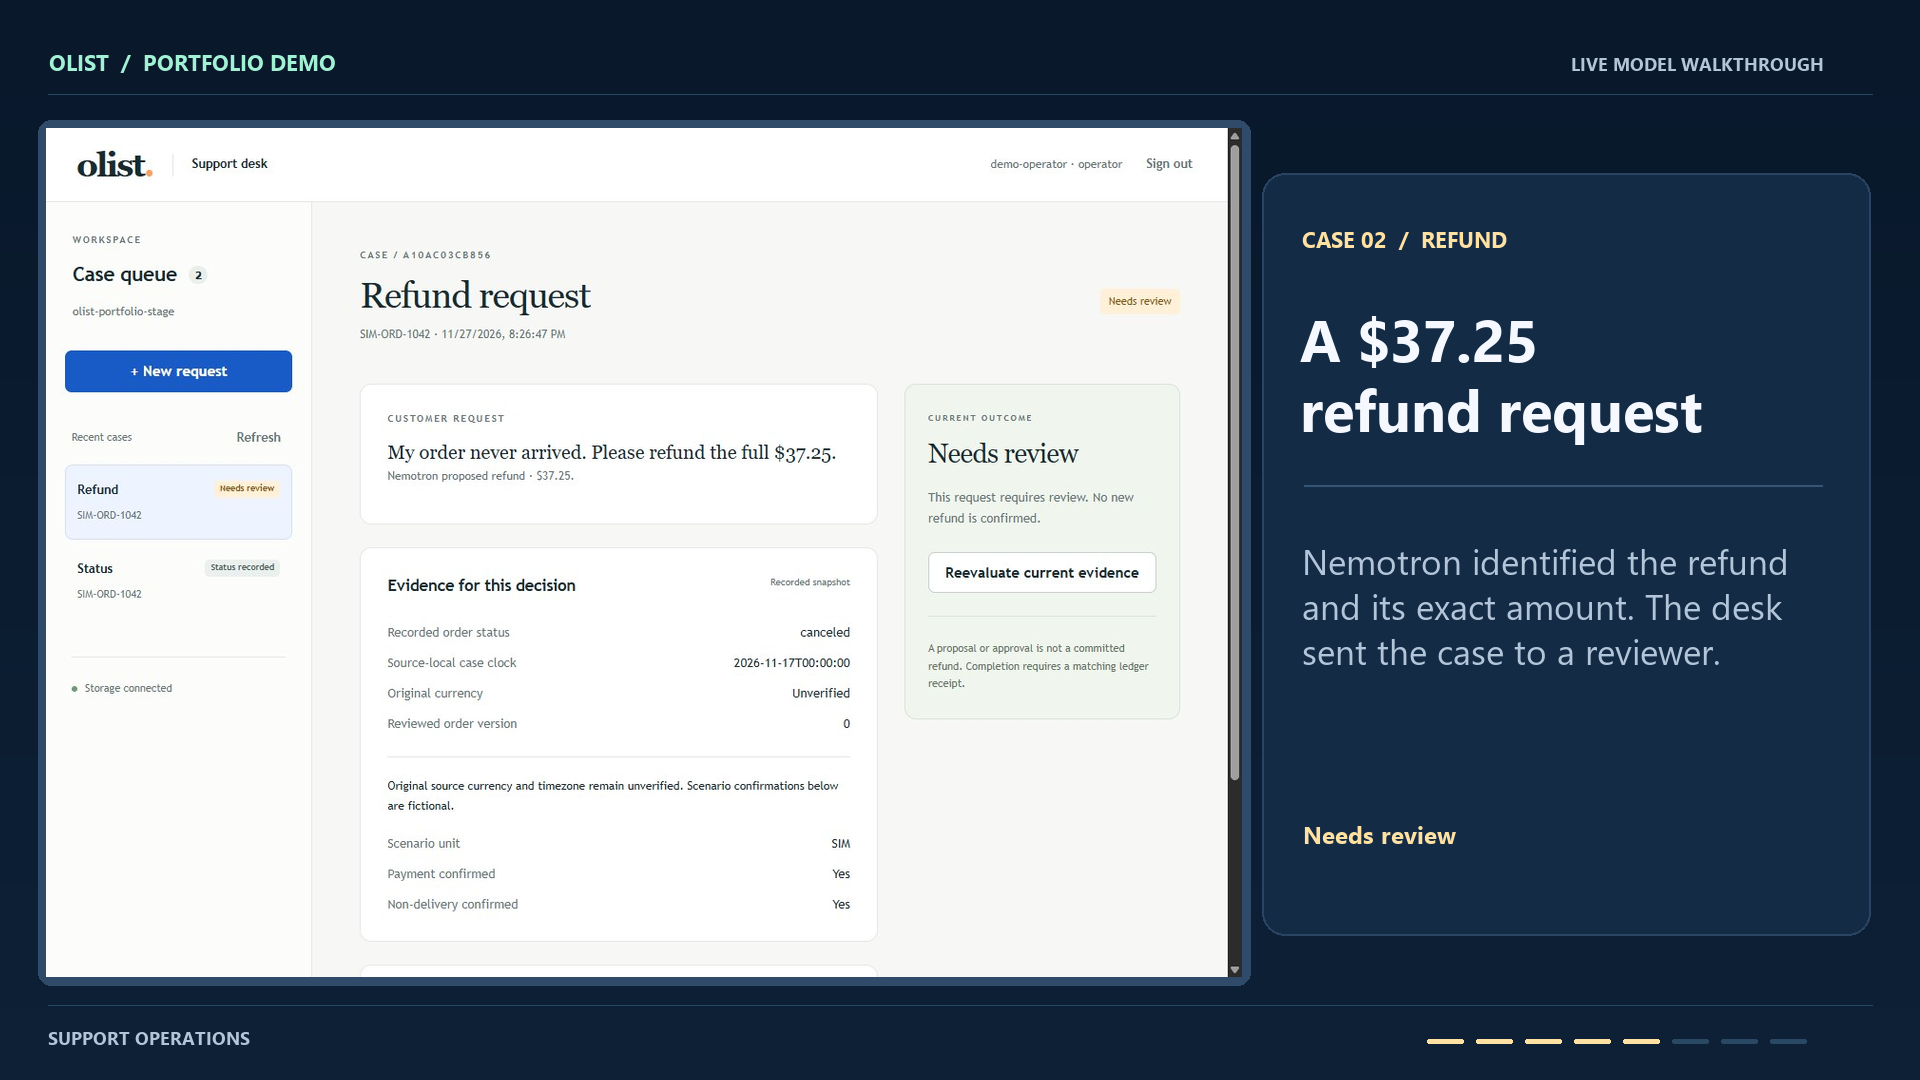 OLIST / PORTFOLIO DEMO
LIVE MODEL WALKTHROUGH
olist.
Support desk
demo-operator · operator
Sign out
WORKSPACE
Case queue 2
olist-portfolio-stage
+ New request
Recent cases
Refresh
Refund
Needs review
SIM-ORD-1042
Status
Status recorded
SIM-ORD-1042
Storage connected
CASE / A10AC03CB856
Refund request
Needs review
SIM-ORD-1042 · 11/27/2026, 8:26:47 PM
CUSTOMER REQUEST
My order never arrived. Please refund the full $37.25.
Nemotron proposed refund · $37.25.
Evidence for this decision
Recorded snapshot
Recorded order status
canceled
Source-local case clock
2026-11-17T00:00:00
Original currency
Unverified
Reviewed order version
0
Original source currency and timezone remain unverified. Scenario confirmations below
are fictional.
Scenario unit
SIM
Payment confirmed
Yes
Non-delivery confirmed
Yes
CURRENT OUTCOME
Needs review
This request requires review. No new
refund is confirmed.
Reevaluate current evidence
A proposal or approval is not a committed
refund. Completion requires a matching ledger
receipt.
CASE 02 / REFUND
A $37.25
refund request
Nemotron identified the refund
and its exact amount. The desk
sent the case to a reviewer.
Needs review
SUPPORT OPERATIONS